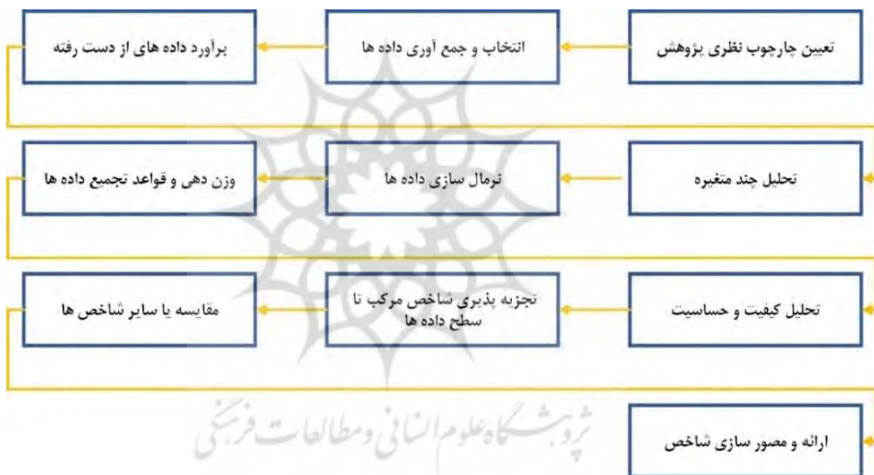 تعیین چارچوب نظری پژوهش
انتخاب و جمع آوری داده ها
برآورد داده های از دست رفته
تحلیل چند متغیره
نرمال سازی داده ها
وزن دهی و قواعد تجمیع داده ها
تحلیل کیفیت و حساسیت
تجزیه پذیری شاخص مرکب تا
سطح داده ها
مقایسه با سایر شاخص ها
ارائه و مصور سازی شاخص
پژوهشگاه علوم انسانی و مطالعات فرهنگی